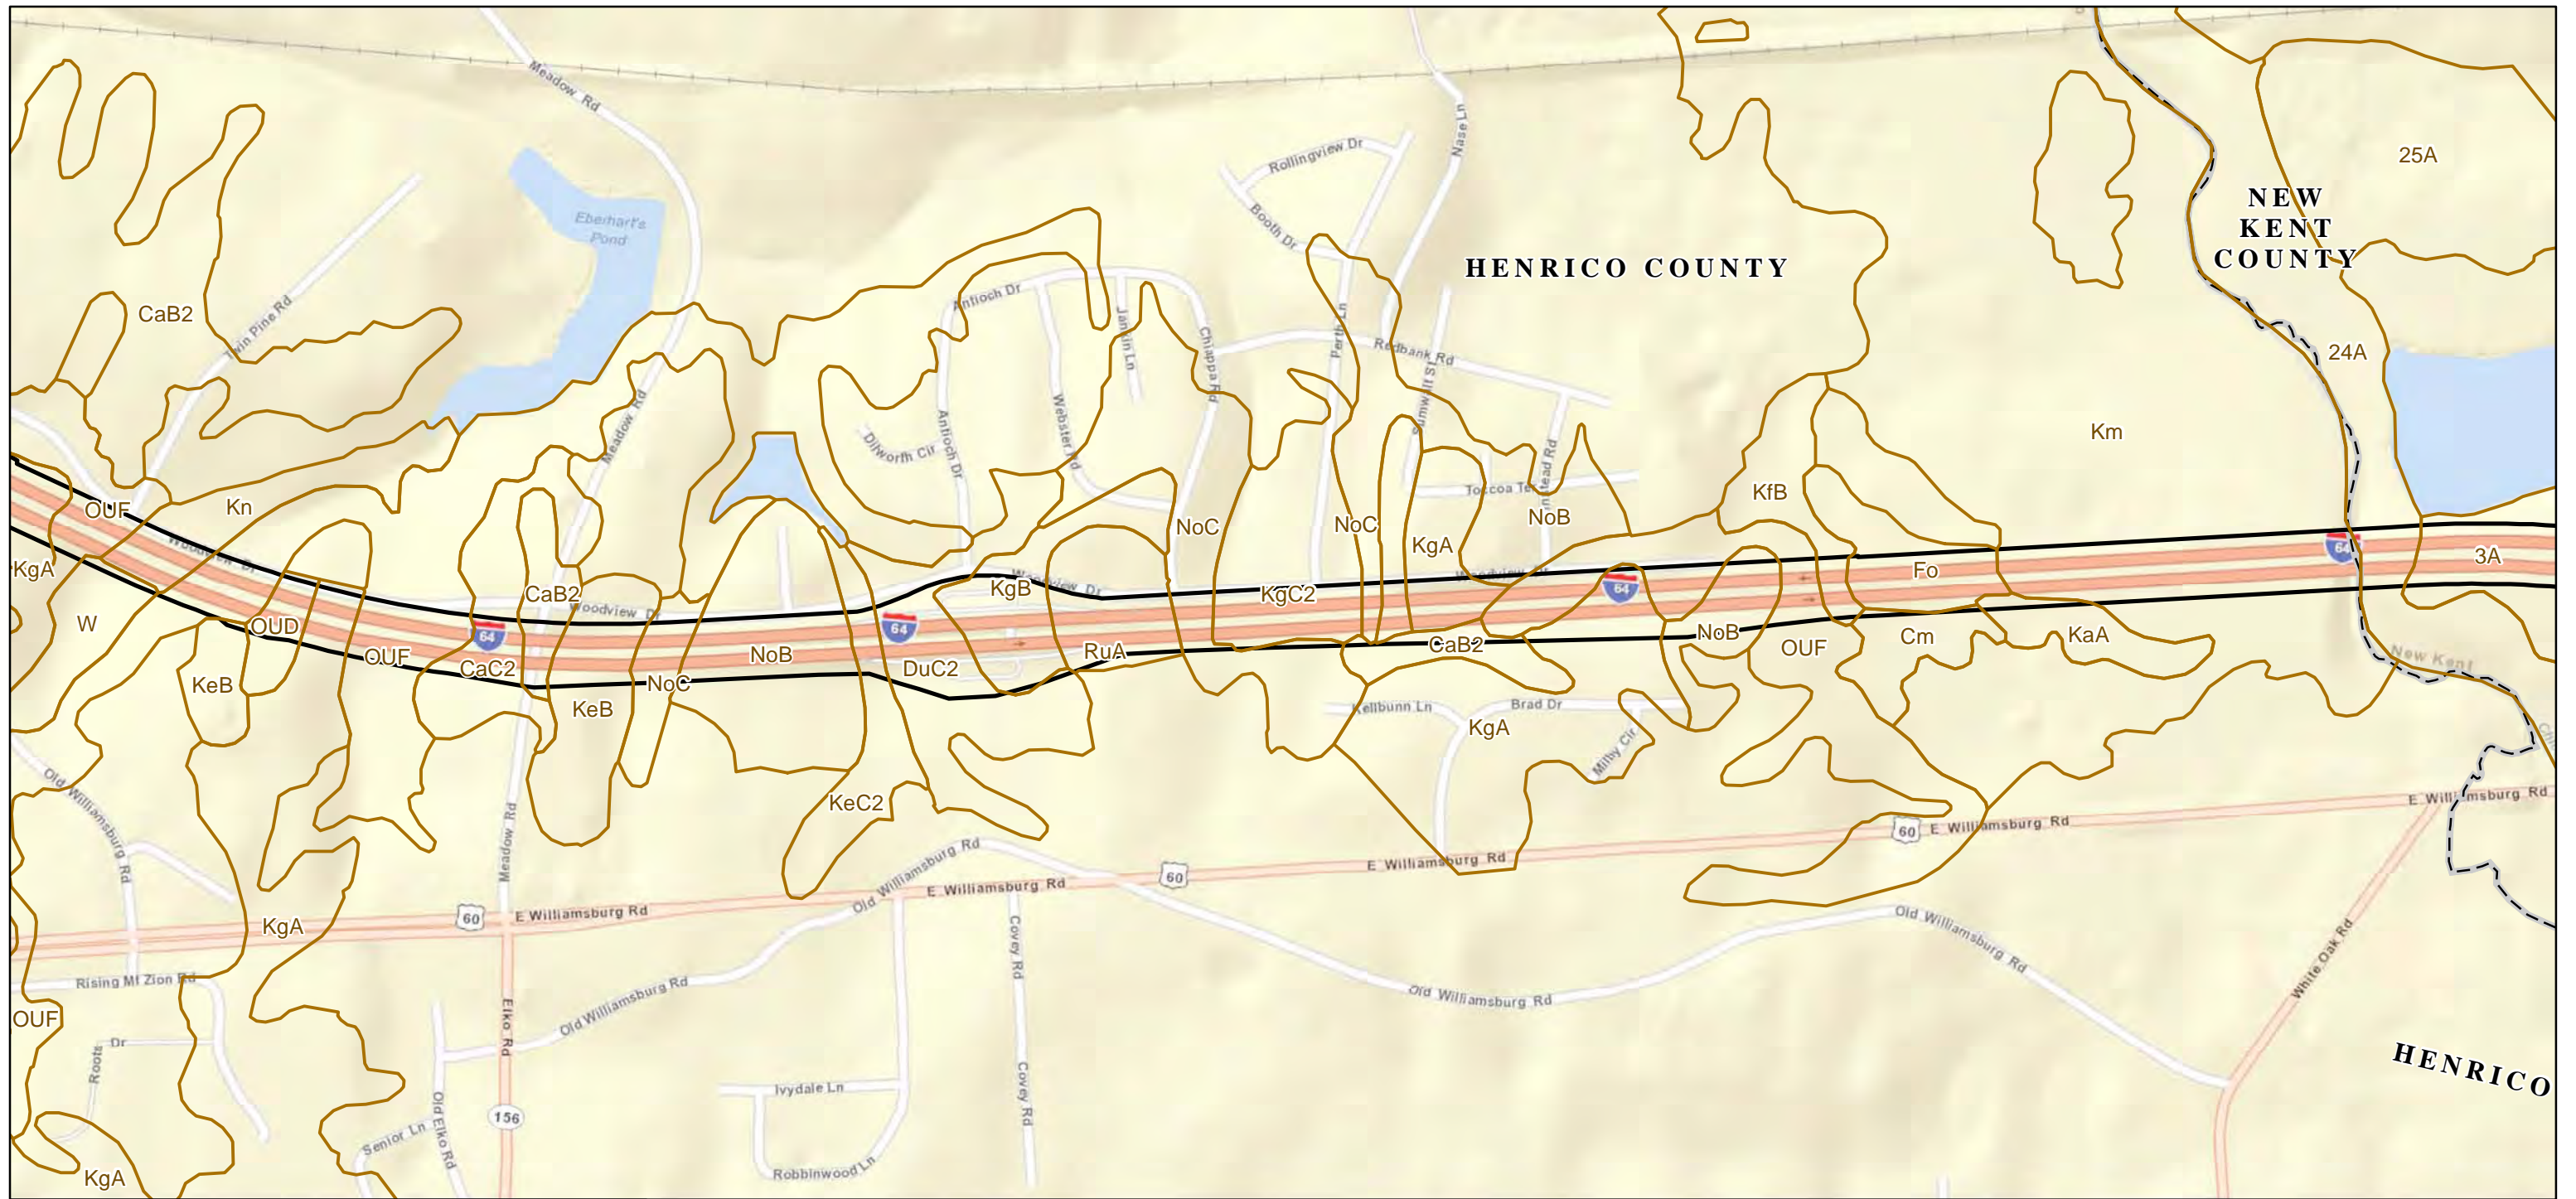 Meadow Rd
Nase Ln
Rollingview Dr
25A
Booth Dr
Eberhart's
Pond
NEW
KENT
COUNTY
HENRICO COUNTY
CaB2
Twin Pine Rd
Antioch Dr
Jankin Ln
Chiappa Rd
Perth Ln
Redbank Rd
24A
Sumwalt St
Meadow Rd
Antioch Dr
Webster Rd
Dilworth Cir
Km
Toccoa Ter
KfB
OUF
Kn
NoC
NoC
NoB
KgA
64
Woodview Dr
KgA
Woodview Dr
Woodview Dr
Fo
3A
CaB2
KgB
KgC2
64
Woodview Dr
W
OUD
64
64
NoB
Cm
KaA
OUF
CaC2
NoB
DuC2
RuA
CaB2
OUF
New Kent
KeB
NoC
KeB
Kellbunn Ln
Brad Dr
KgA
Milby Cir
Old Williamsburg Rd
KeC2
Meadow Rd
E Williamsburg Rd
60
E Williamsburg Rd
E Williamsburg Rd
Old Williamsburg Rd
60
E Williamsburg Rd
KgA
60
E Williamsburg Rd
Covey Rd
Old Williamsburg Rd
White Oak Rd
Rising Mt Zion Rd
Old Williamsburg Rd
Old Williamsburg Rd
OUF
Elko Rd
Roots Dr
HENRICO
Ivydale Ln
Covey Rd
156
Old Elko Rd
Senior Ln
Robbinwood Ln
KgA